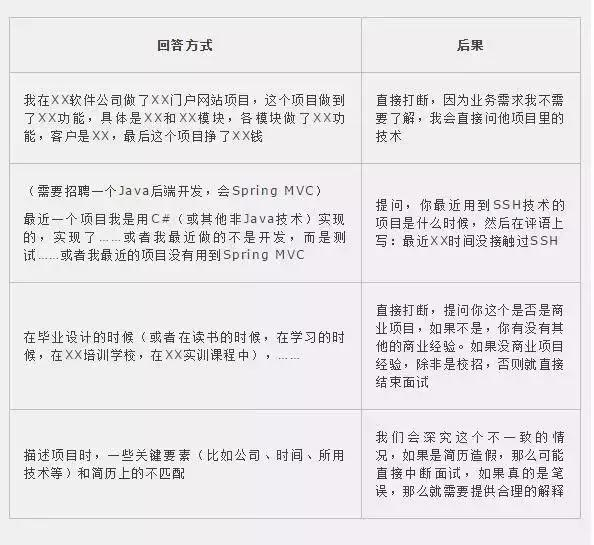 回答方式
后果
我在XX软件公司做了XX门户网站项目，这个项目做到
了XX功能，具体是XX和XX模块，各模块做了XX功
能，客户是XX，最后这个项目挣了XX钱
直接打断，因为业务需求我不需
要了解，我会直接问他项目里的
技术
（需要招聘一个Java后端开发，会Spring MVC）
最近一个项目我是用C#（或其他非Java技术）实现
的，实现了……或者我最近做的不是开发，而是测
试……或者我最近的项目没有用到Spring MVC
提问，你最近用到SSH技术的
项目是什么时候，然后在评语上
写：最近XX时间没接触过SSH
在毕业设计的时候（或者在读书的时候，在学习的时
候，在XX培训学校，在XX实训课程中），……
直接打断，提问你这个是否是商
业项目，如果不是，你有没有其
他的商业经验。如果没商业项目
经验，除非是校招，否则就直接
结束面试
描述项目时，一些关键要素（比如公司、时间、所用
技术等）和简历上的不匹配
我们会深究这个不一致的情
况，如果是简历造假，那么可能
直接中断面试，如果真的是笔
误，那么就需要提供合理的解释